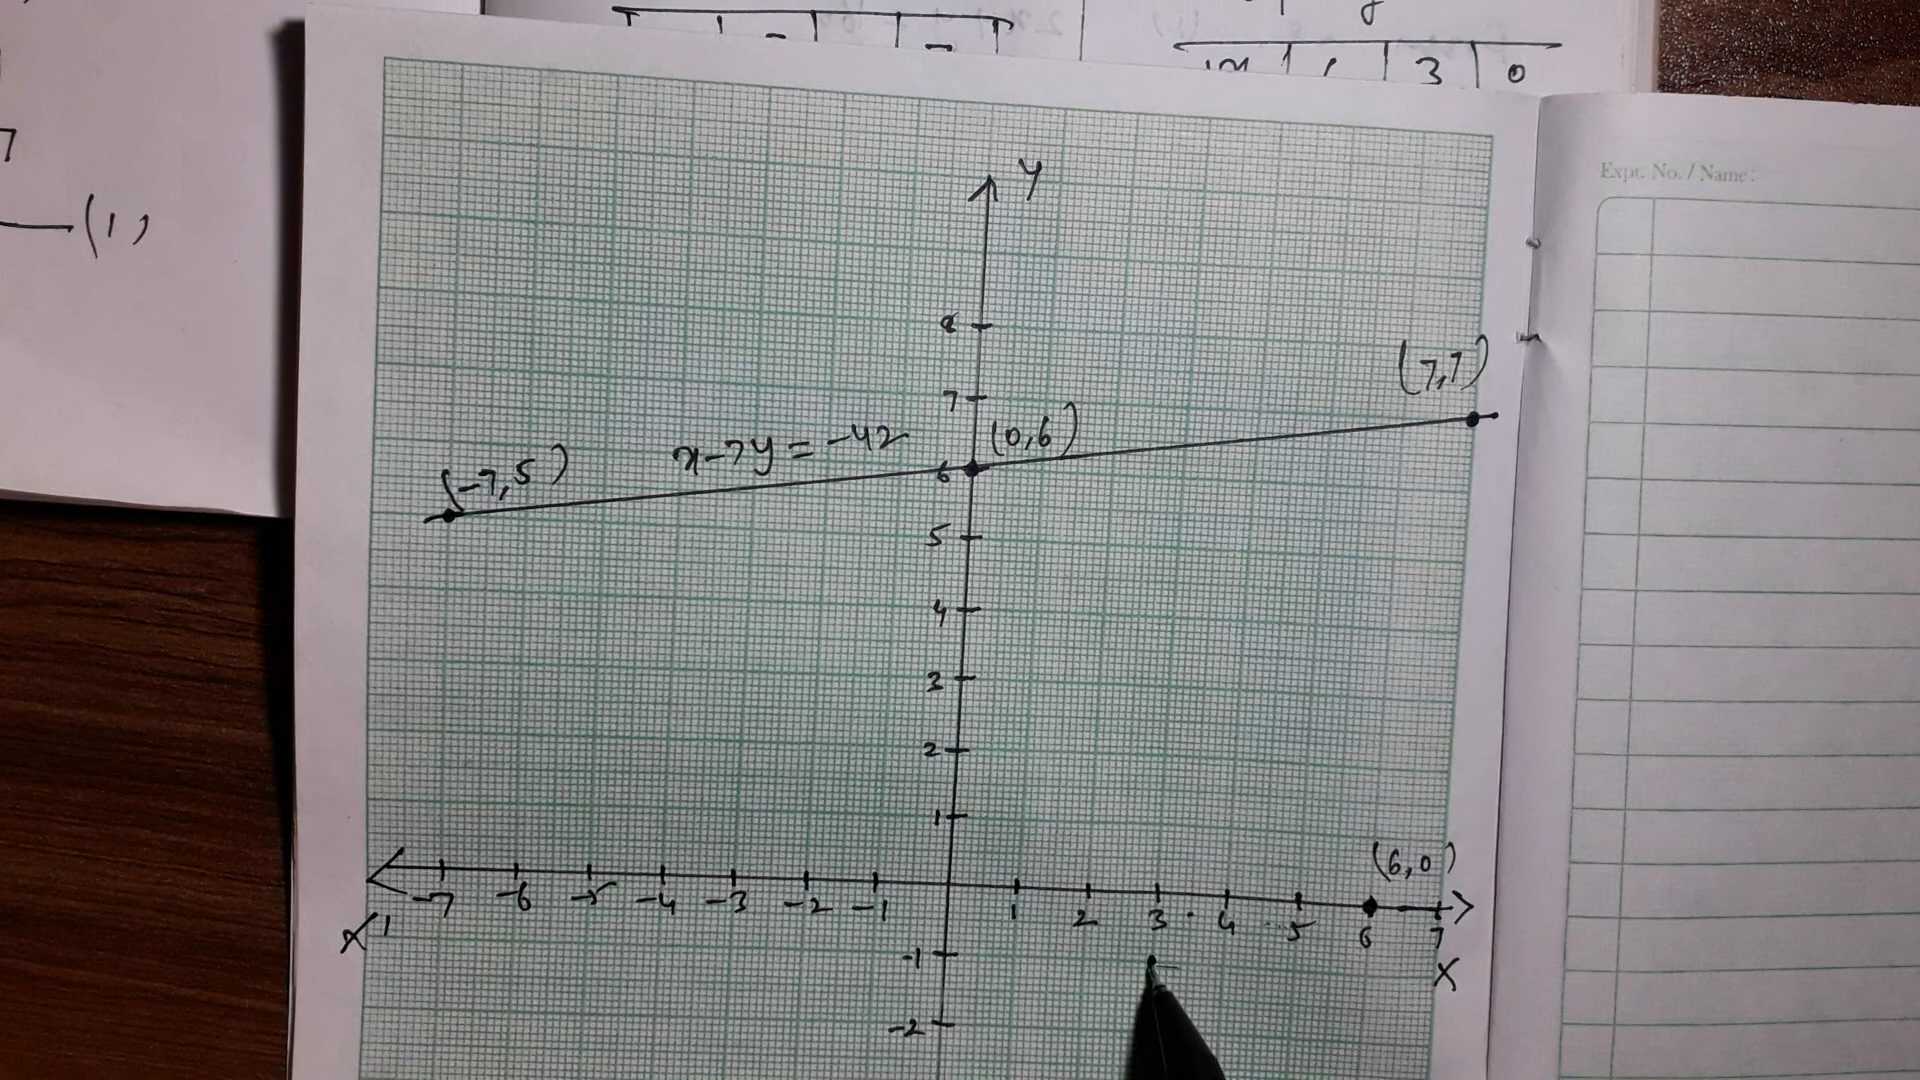 3 0
(1)
Expt. No. / Name:
Y
8
(7,7)
7
(0,6)
x-7y = -42
(-7,5)
6
5
4
3
2
1
(6,0)
-7 -6 -5 -4 -3 -2 -1 1 2 3 4 5 6 7
X'
-1
X
-2